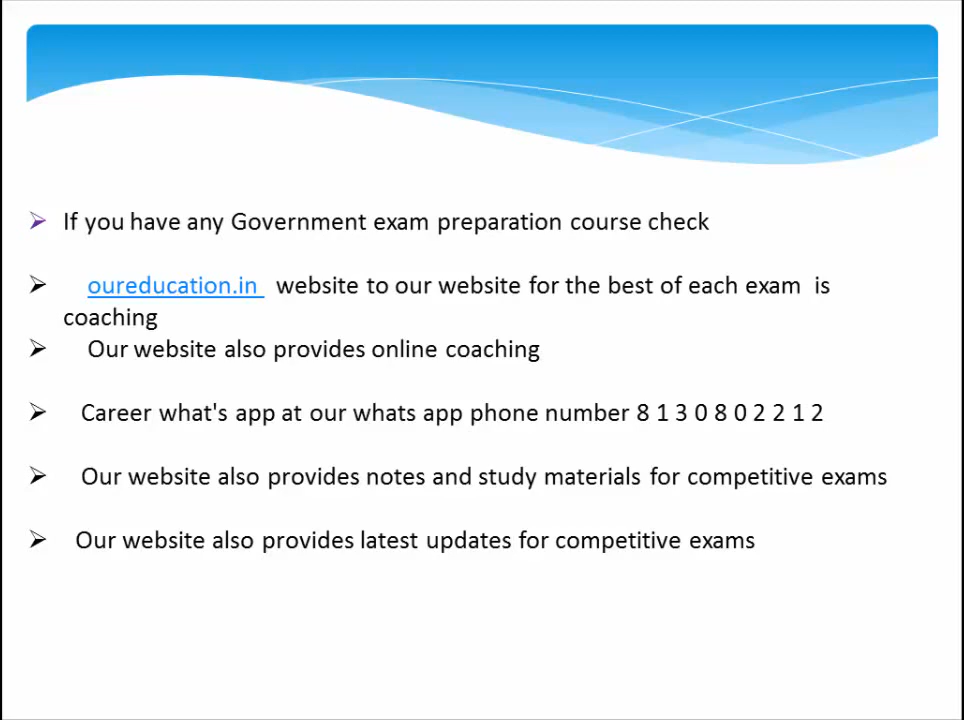 If you have any Government exam preparation course check
oureducation.in website to our website for the best of each exam is
coaching
Our website also provides online coaching
Career what's app at our whats app phone number 8 1 3 0 8 0 2 2 1 2
Our website also provides notes and study materials for competitive exams
Our website also provides latest updates for competitive exams